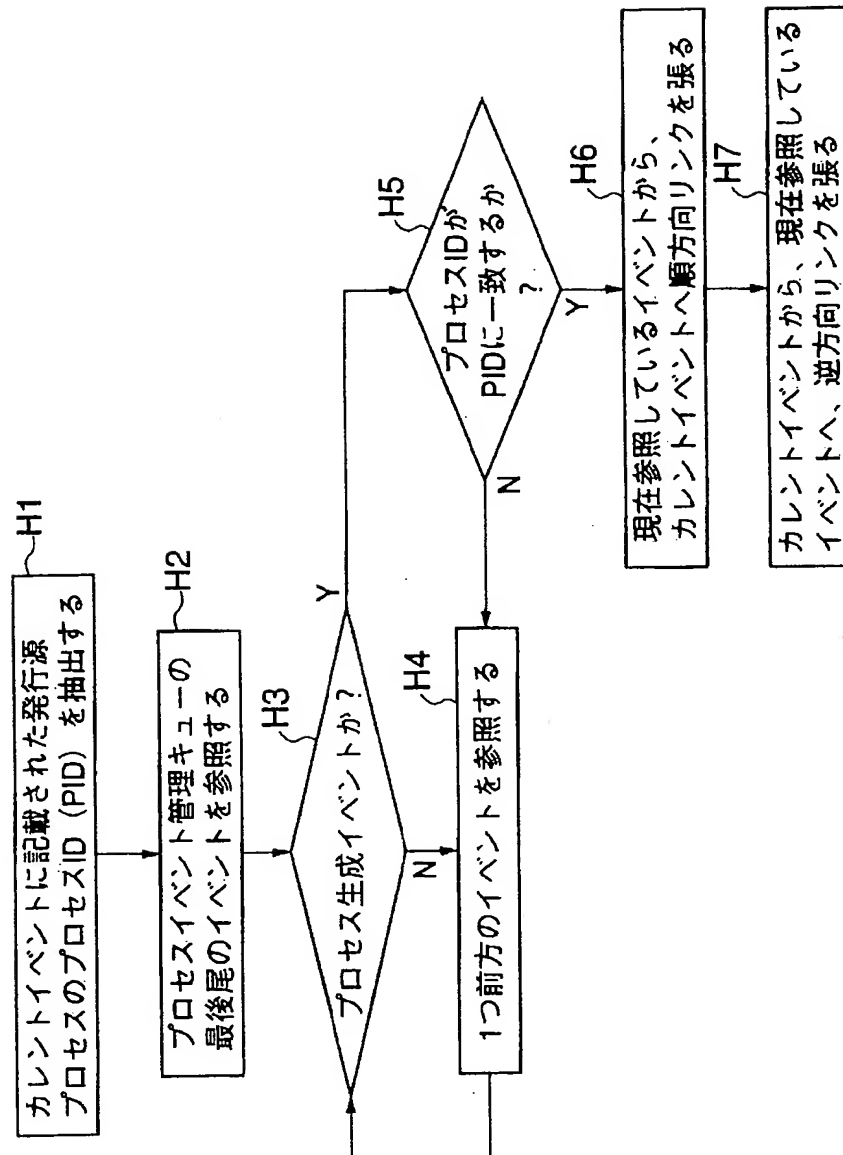 H1
カレントイベントに記載された発行源
プロセスのプロセスID(PID)を抽出する
H2
プロセスイベント管理キューの
最後尾のイベントを参照する
H3
プロセス生成イベントか?
Y
N
H4
1つ前方のイベントを参照する
H5
プロセスIDが
PIDに一致するか
?
N
Y
H6
現在参照しているイベントから、
カレントイベントへ順方向リンクを張る
H7
カレントイベントから、現在参照している
イベントへ、逆方向リンクを張る